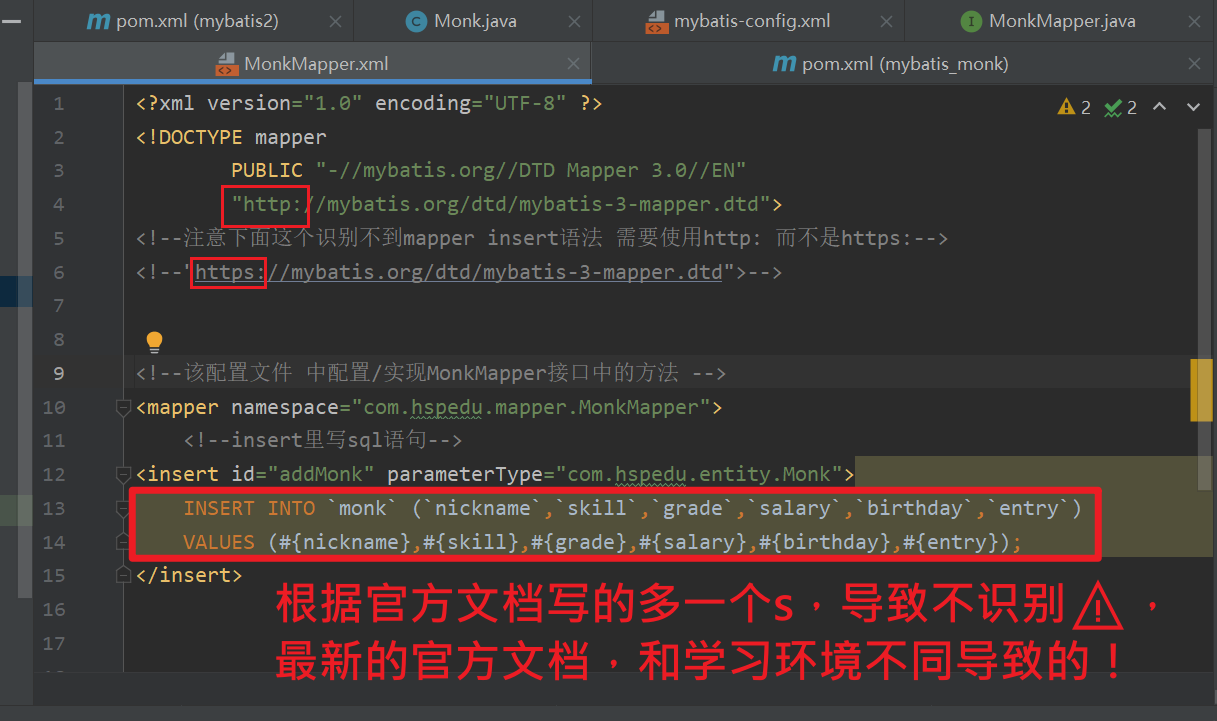 pom.xml (mybatis2)
Monk.java
mybatis-config.xml
MonkMapper.java
MonkMapper.xml
pom.xml (mybatis_monk)
2
2
1 <?xml version="1.0" encoding="UTF-8" ?>
2 <!DOCTYPE mapper
3 PUBLIC "-//mybatis.org//DTD Mapper 3.0//EN"
4 "http://mybatis.org/dtd/mybatis-3-mapper.dtd">
5 <!--注意下面这个识别不到mapper insert语法 需要使用http: 而不是https:-->
6 <!--"https://mybatis.org/dtd/mybatis-3-mapper.dtd">-->
7
8
9 <!--该配置文件 中配置/实现MonkMapper接口中的方法 -->
10 <mapper namespace="com.hspedu.mapper.MonkMapper">
11 <!--insert里写sql语句-->
12 <insert id="addMonk" parameterType="com.hspedu.entity.Monk">
13 INSERT INTO `monk` (`nickname`,`skill`,`grade`,`salary`,`birthday`,`entry`)
14 VALUES (#{nickname},#{skill},#{grade},#{salary},#{birthday},#{entry});
15 </insert>
16
17
根据官方文档写的多一个s，导致不识别⚠，
最新的官方文档，和学习环境不同导致的！